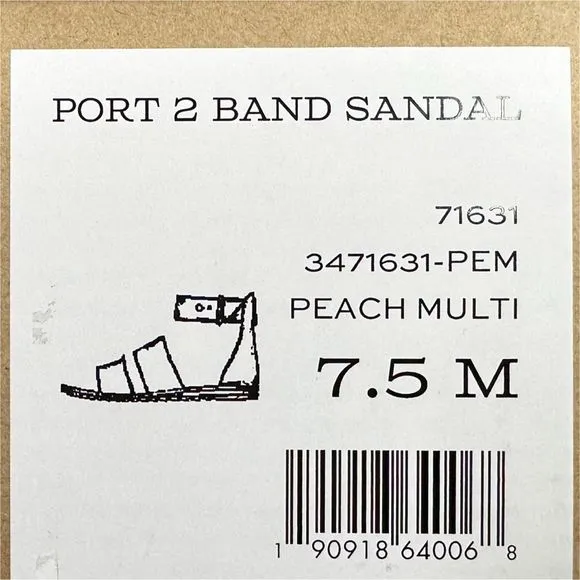 PORT 2 BAND SANDAL
71631
3471631-PEM
PEACH MULTI
7.5 M
1 90918 64006 8